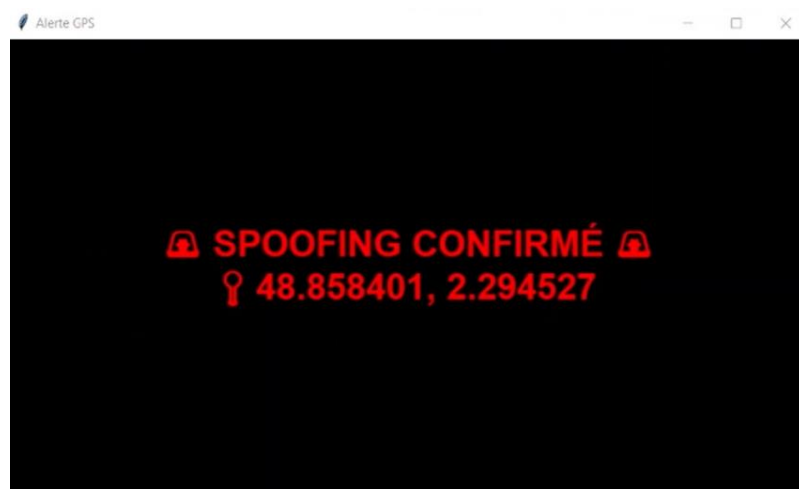 Alerte GPS
🚨 SPOOFING CONFIRMÉ 🚨
📍 48.858401, 2.294527